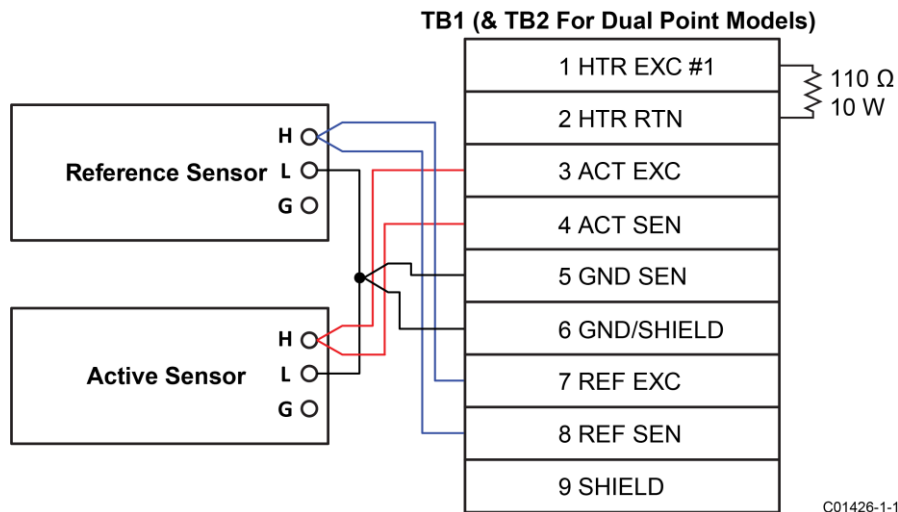 TB1 (& TB2 For Dual Point Models)
1 HTR EXC #1
110 Ω
10 W
2 HTR RTN
H
Reference Sensor
L
G
3 ACT EXC
4 ACT SEN
5 GND SEN
6 GND/SHIELD
H
Active Sensor
L
G
7 REF EXC
8 REF SEN
9 SHIELD
C01426-1-1